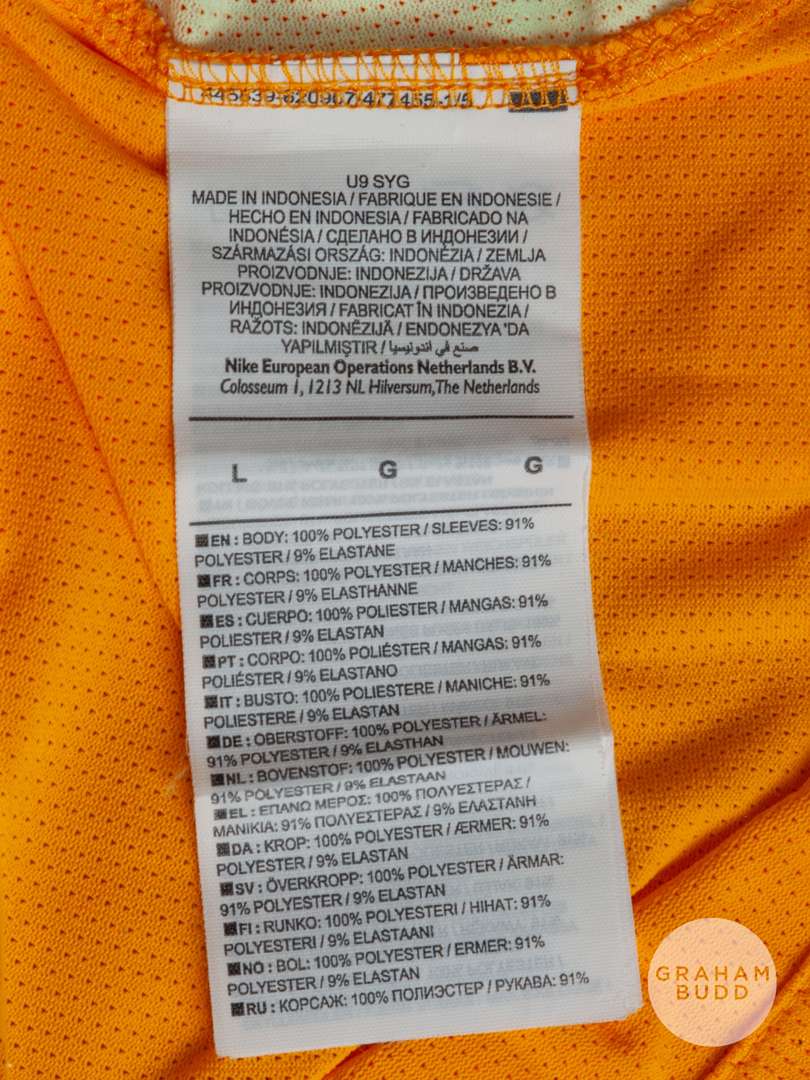 U9 SYG
MADE IN INDONESIA / FABRIQUE EN INDONESIE /
HECHO EN INDONESIA / FABRICADO NA
INDONÉSIA / СДЕЛАНО В ИНДОНЕЗИИ /
SZÁRMAZÁSI ORSZÁG: INDONÉZIA / ZEMLJA
PROIZVODNJE: INDONEZIJA / DRŽAVA
PROIZVODNJE: INDONEZIJA / ПРОИЗВЕДЕНО В
ИНДОНЕЗИЯ / FABRICAT ÎN INDONEZIA /
RAŽOTS: INDONĒZIJĀ / ENDONEZYA'DA
YAPILMIŞTIR / صنع في اندونيسيا
Nike European Operations Netherlands B.V.
Colosseum 1, 1213 NL Hilversum,The Netherlands
L G G
EN : BODY: 100% POLYESTER / SLEEVES: 91%
POLYESTER / 9% ELASTANE
FR : CORPS: 100% POLYESTER / MANCHES: 91%
POLYESTER / 9% ELASTHANNE
ES : CUERPO: 100% POLIESTER / MANGAS: 91%
POLIESTER / 9% ELASTAN
PT : CORPO: 100% POLIÉSTER / MANGAS: 91%
POLIÉSTER / 9% ELASTANO
IT : BUSTO: 100% POLIESTERE / MANICHE: 91%
POLIESTERE / 9% ELASTAN
DE : OBERSTOFF: 100% POLYESTER / ÄRMEL:
91% POLYESTER / 9% ELASTHAN
NL : BOVENSTOF: 100% POLYESTER / MOUWEN:
91% POLYESTER / 9% ELASTAAN
EL : ΕΠΑΝΩ ΜΕΡΟΣ: 100% ΠΟΛΥΕΣΤΕΡΑΣ /
ΜΑΝΙΚΙΑ: 91% ΠΟΛΥΕΣΤΕΡΑΣ / 9% ΕΛΑΣΤΑΝΗ
DA : KROP: 100% POLYESTER / ÆRMER: 91%
POLYESTER / 9% ELASTAN
SV : ÖVERKROPP: 100% POLYESTER / ÄRMAR:
91% POLYESTER / 9% ELASTAN
FI : RUNKO: 100% POLYESTERI / HIHAT: 91%
POLYESTERI / 9% ELASTAANI
NO : BOL: 100% POLYESTER / ERMER: 91%
POLYESTER / 9% ELASTAN
RU : КОРСАЖ: 100% ПОЛИЭСТЕР / РУКАВА: 91%
GRAHAM
BUDD